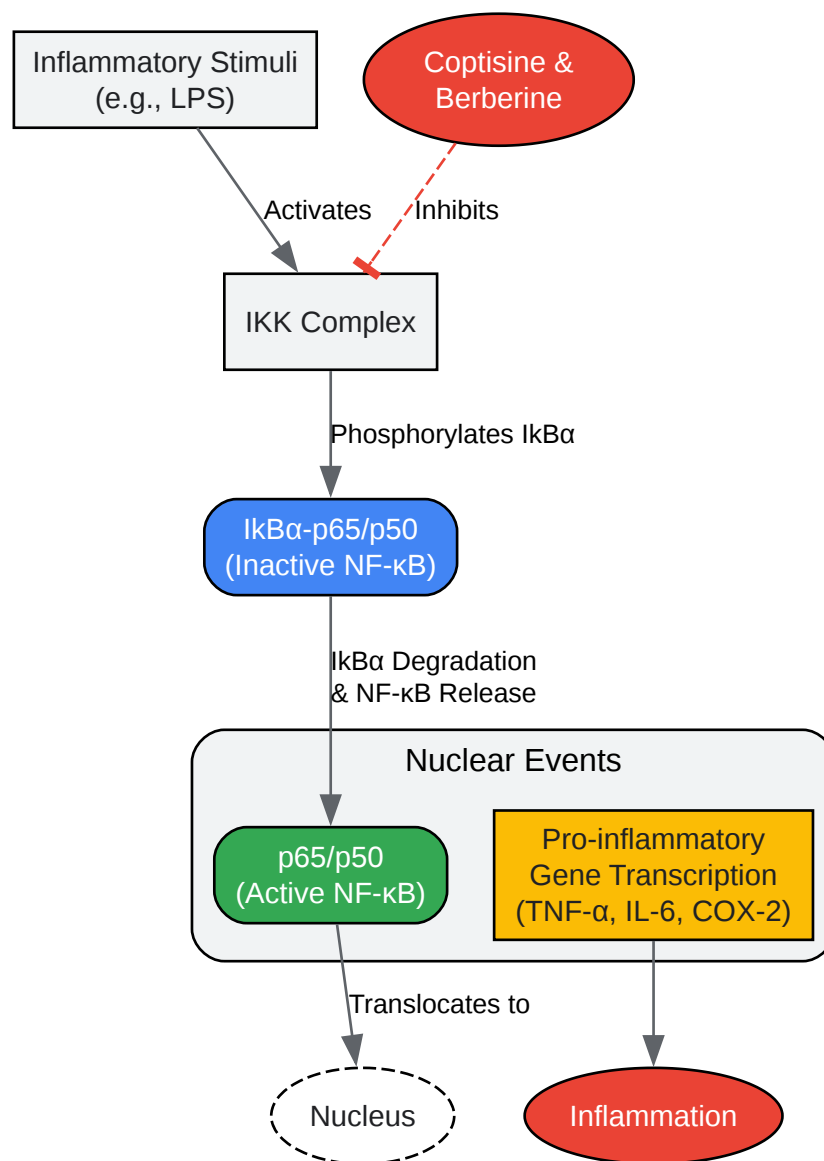 Inflammatory Stimuli
(e.g., LPS)
Coptisine &
Berberine
Activates
Inhibits
IKK Complex
Phosphorylates IkBα
IkBα-p65/p50
(Inactive NF-κB)
IkBα Degradation
& NF-κB Release
Nuclear Events
p65/p50
(Active NF-κB)
Pro-inflammatory
Gene Transcription
(TNF-α, IL-6, COX-2)
Translocates to
Nucleus
Inflammation